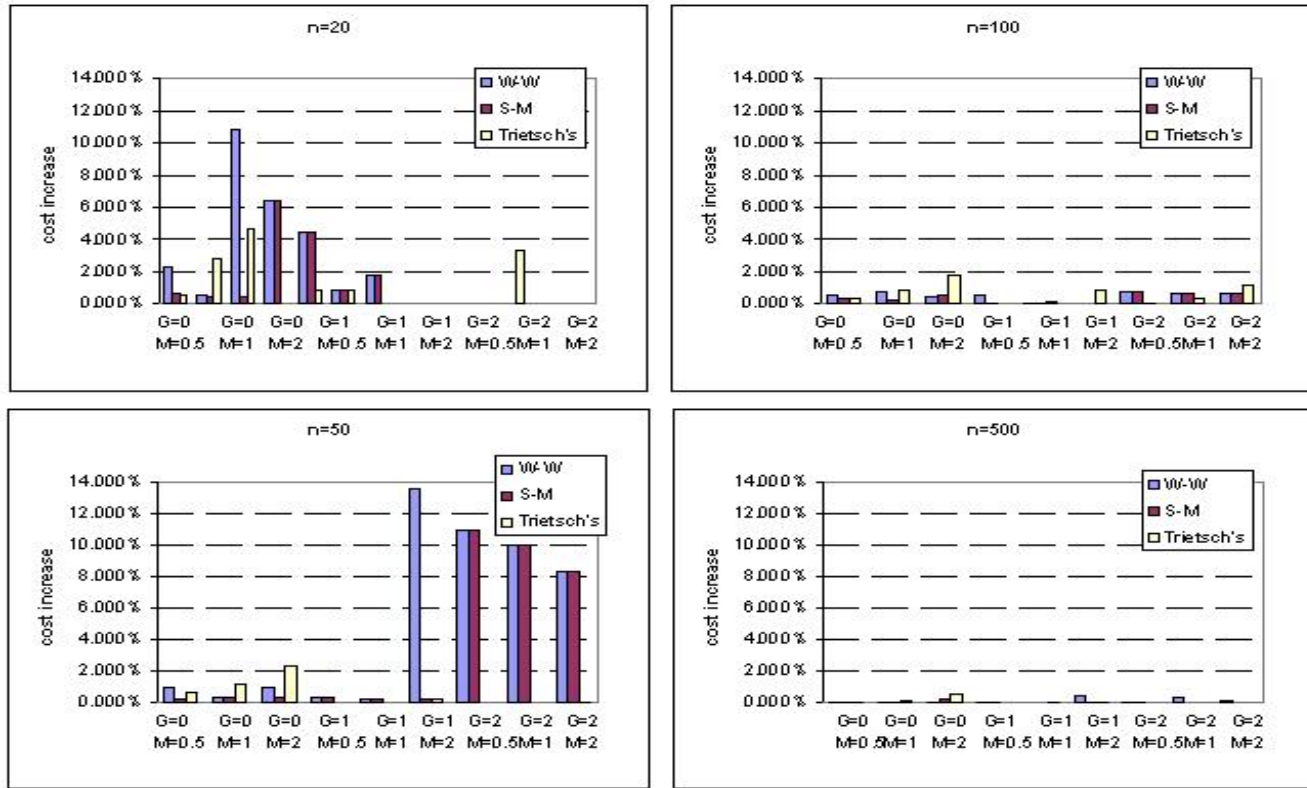 n=20
14.000%
12.000%
10.000%
8.000%
6.000%
4.000%
2.000%
0.000%
cost increase
W-W
S-M
Trietsch's
G=0 G=0 G=0 G=1 G=1 G=1 G=2 G=2 G=2
M=0.5 M=1 M=2 M=0.5 M=1 M=2 M=0.5 M=1 M=2
n=100
14.000%
12.000%
10.000%
8.000%
6.000%
4.000%
2.000%
0.000%
cost increase
W-W
S-M
Trietsch's
G=0 G=0 G=0 G=1 G=1 G=1 G=2 G=2 G=2
M=0.5 M=1 M=2 M=0.5 M=1 M=2 M=0.5 M=1 M=2
n=50
14.000%
12.000%
10.000%
8.000%
6.000%
4.000%
2.000%
0.000%
cost increase
W-W
S-M
Trietsch's
G=0 G=0 G=0 G=1 G=1 G=1 G=2 G=2 G=2
M=0.5 M=1 M=2 M=0.5 M=1 M=2 M=0.5 M=1 M=2
n=500
14.000%
12.000%
10.000%
8.000%
6.000%
4.000%
2.000%
0.000%
cost increase
W-W
S-M
Trietsch's
G=0 G=0 G=0 G=1 G=1 G=1 G=2 G=2 G=2
M=0.5 M=1 M=2 M=0.5 M=1 M=2 M=0.5 M=1 M=2